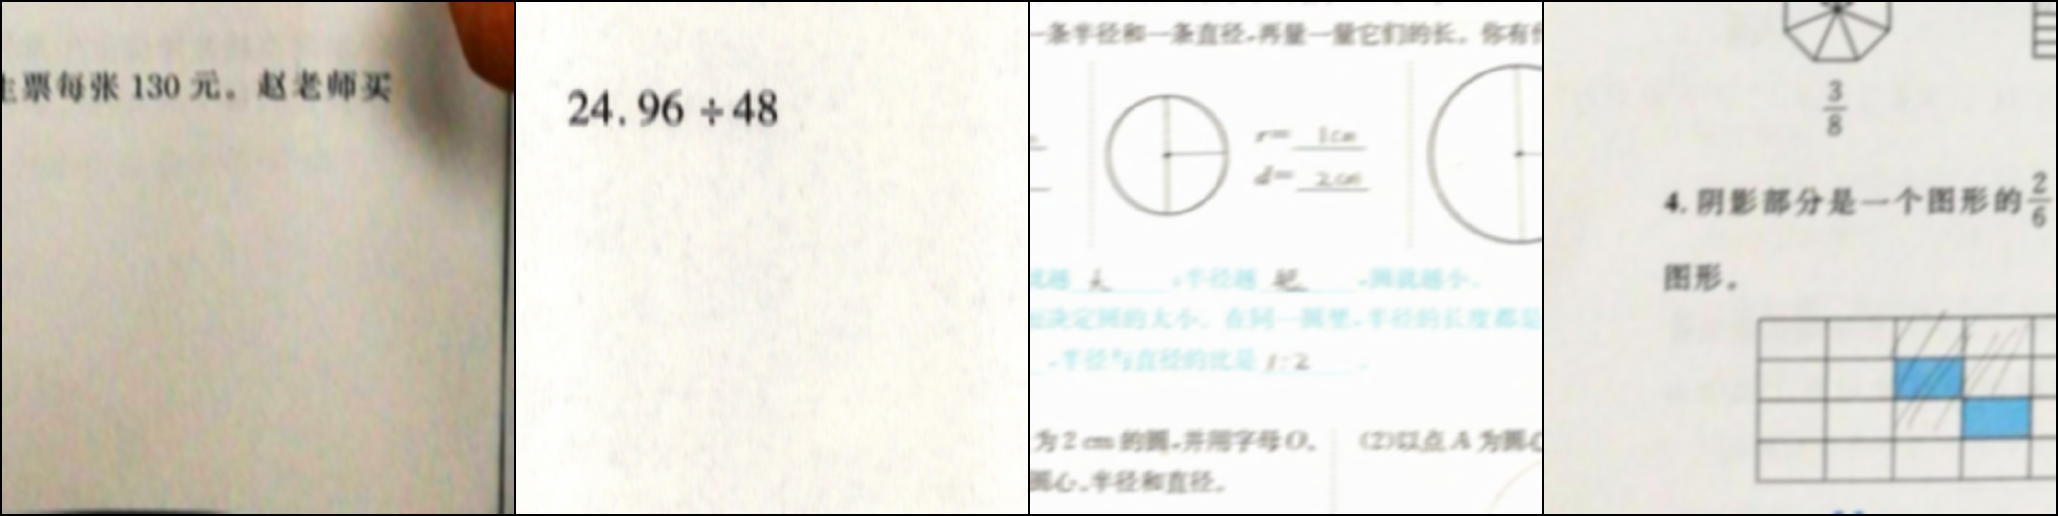 票每张 130 元。赵老师买
24.96 ÷ 48
一条半径和一条直径,再量一量它们的长。你有
r= 1cm
d= 2cm
越 大 ,半径越 ,圆就越小。
决定圆的大小。在同一圆里,半径的长度都是
,半径与直径的比是 1:2 。
为 2 cm 的圆,并用字母O、 (2)以点 A 为圆心
圆心、半径和直径。
3/8
4. 阴影部分是一个图形的 2/6
图形。